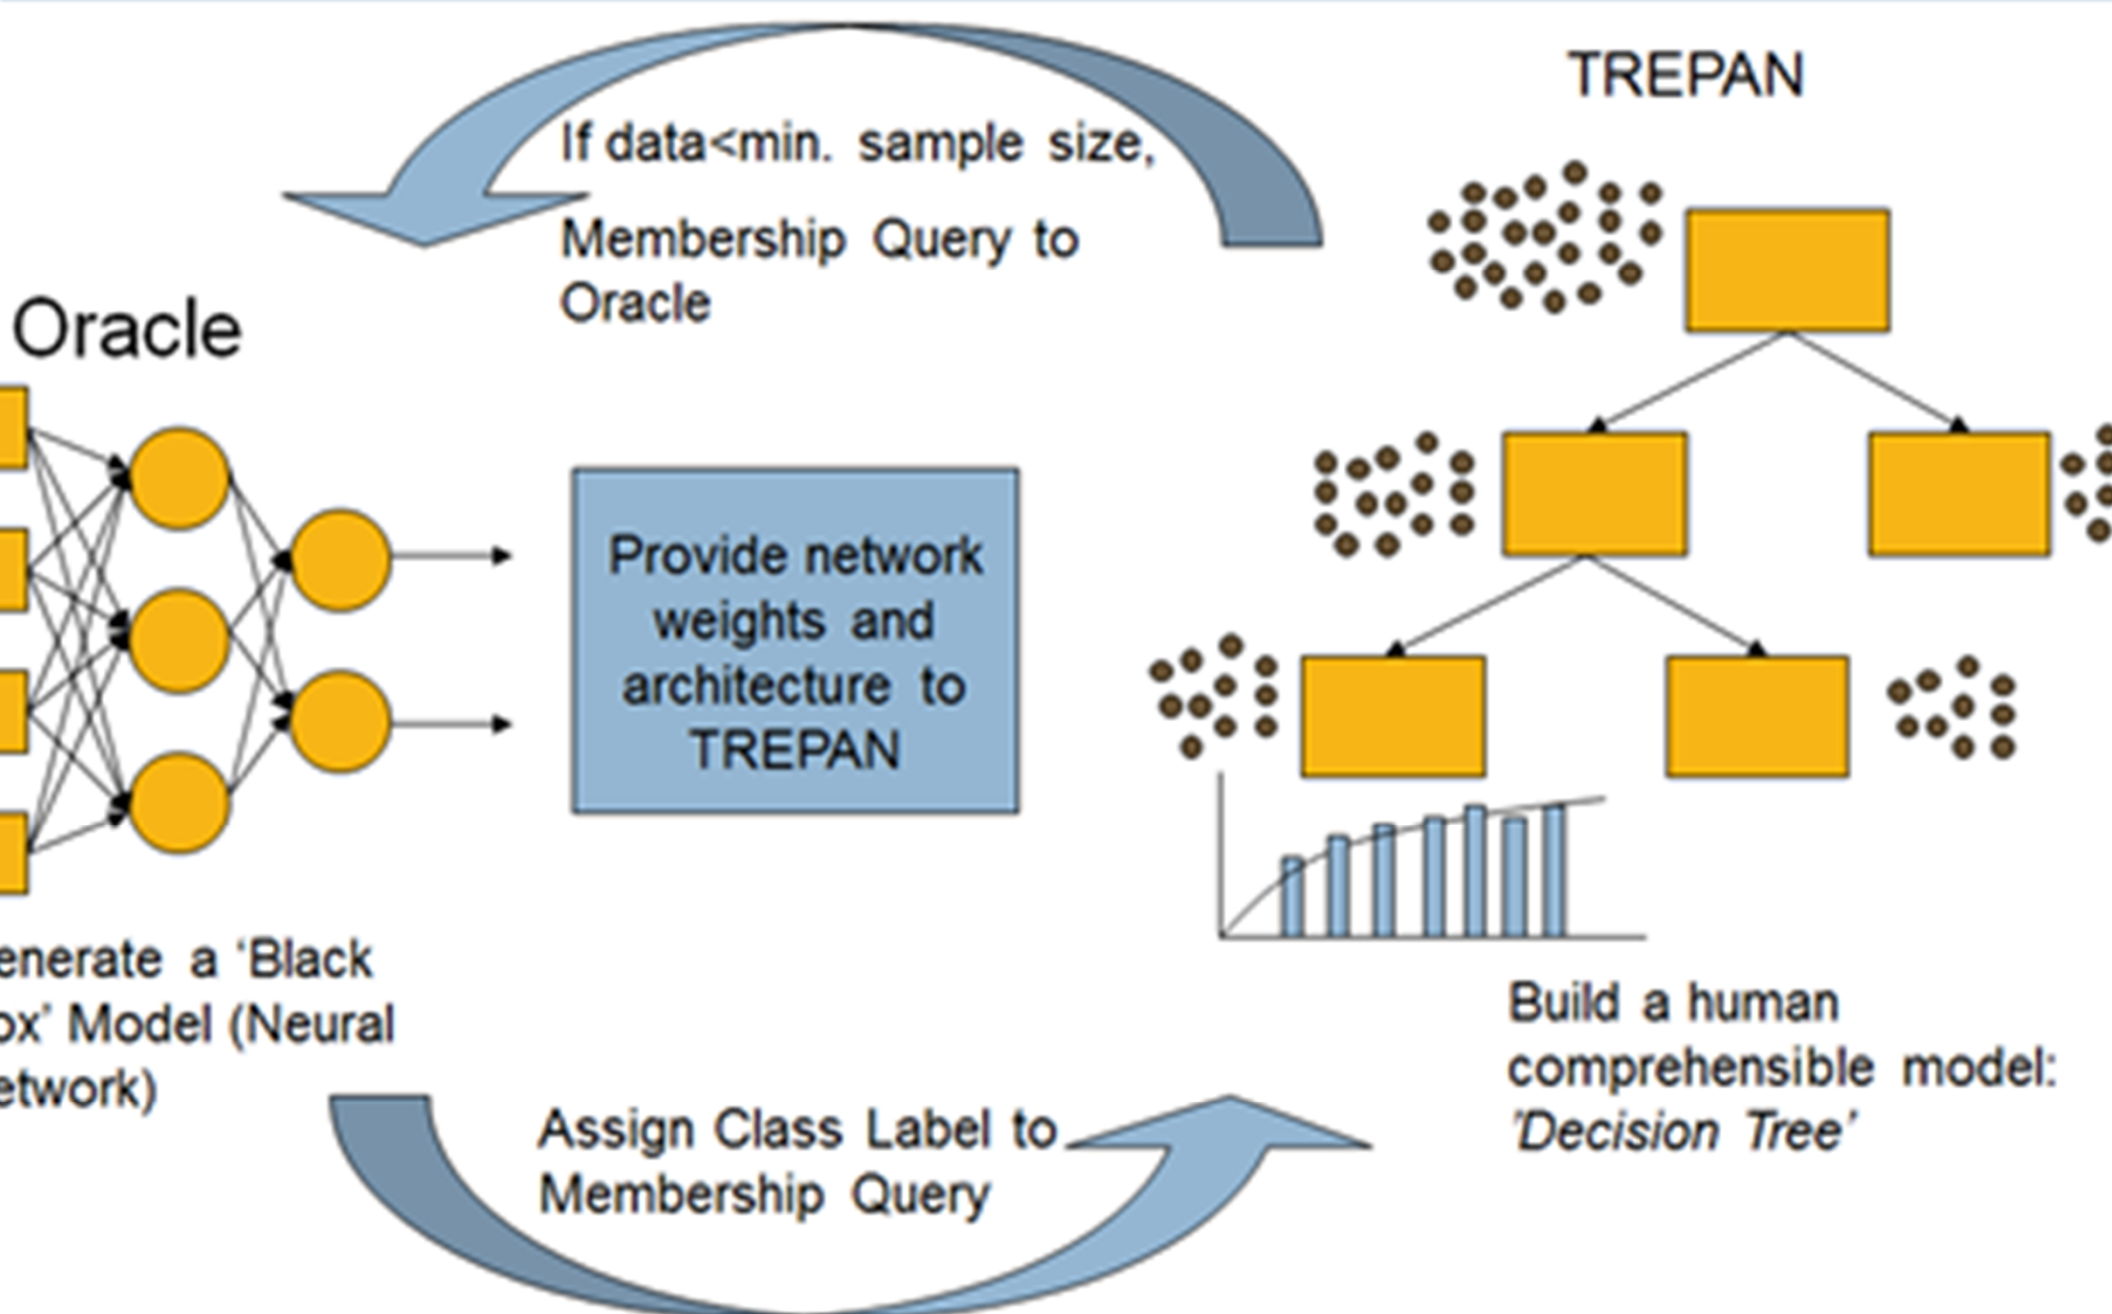 TREPAN
If data<min. sample size,
Membership Query to
Oracle
Oracle
Provide network
weights and
architecture to
TREPAN
enerate a ‘Black
ox’ Model (Neural
etwork)
Build a human
comprehensible model:
’Decision Tree’
Assign Class Label to
Membership Query